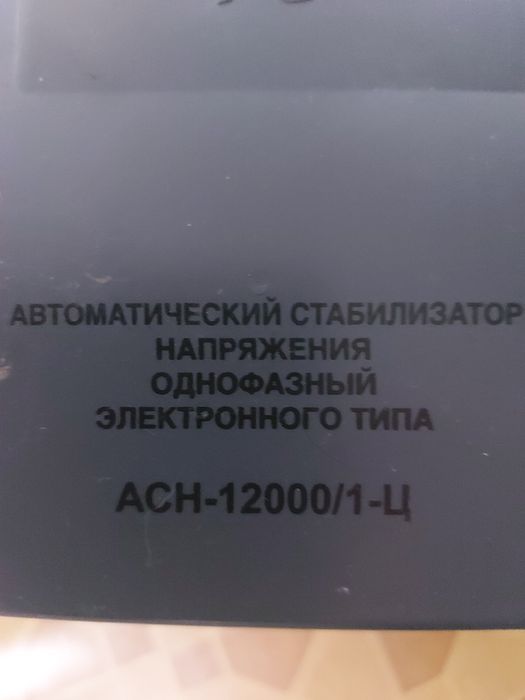 АВТОМАТИЧЕСКИЙ СТАБИЛИЗАТОР
НАПРЯЖЕНИЯ
ОДНОФАЗНЫЙ
ЭЛЕКТРОННОГО ТИПА
АСН-12000/1-Ц